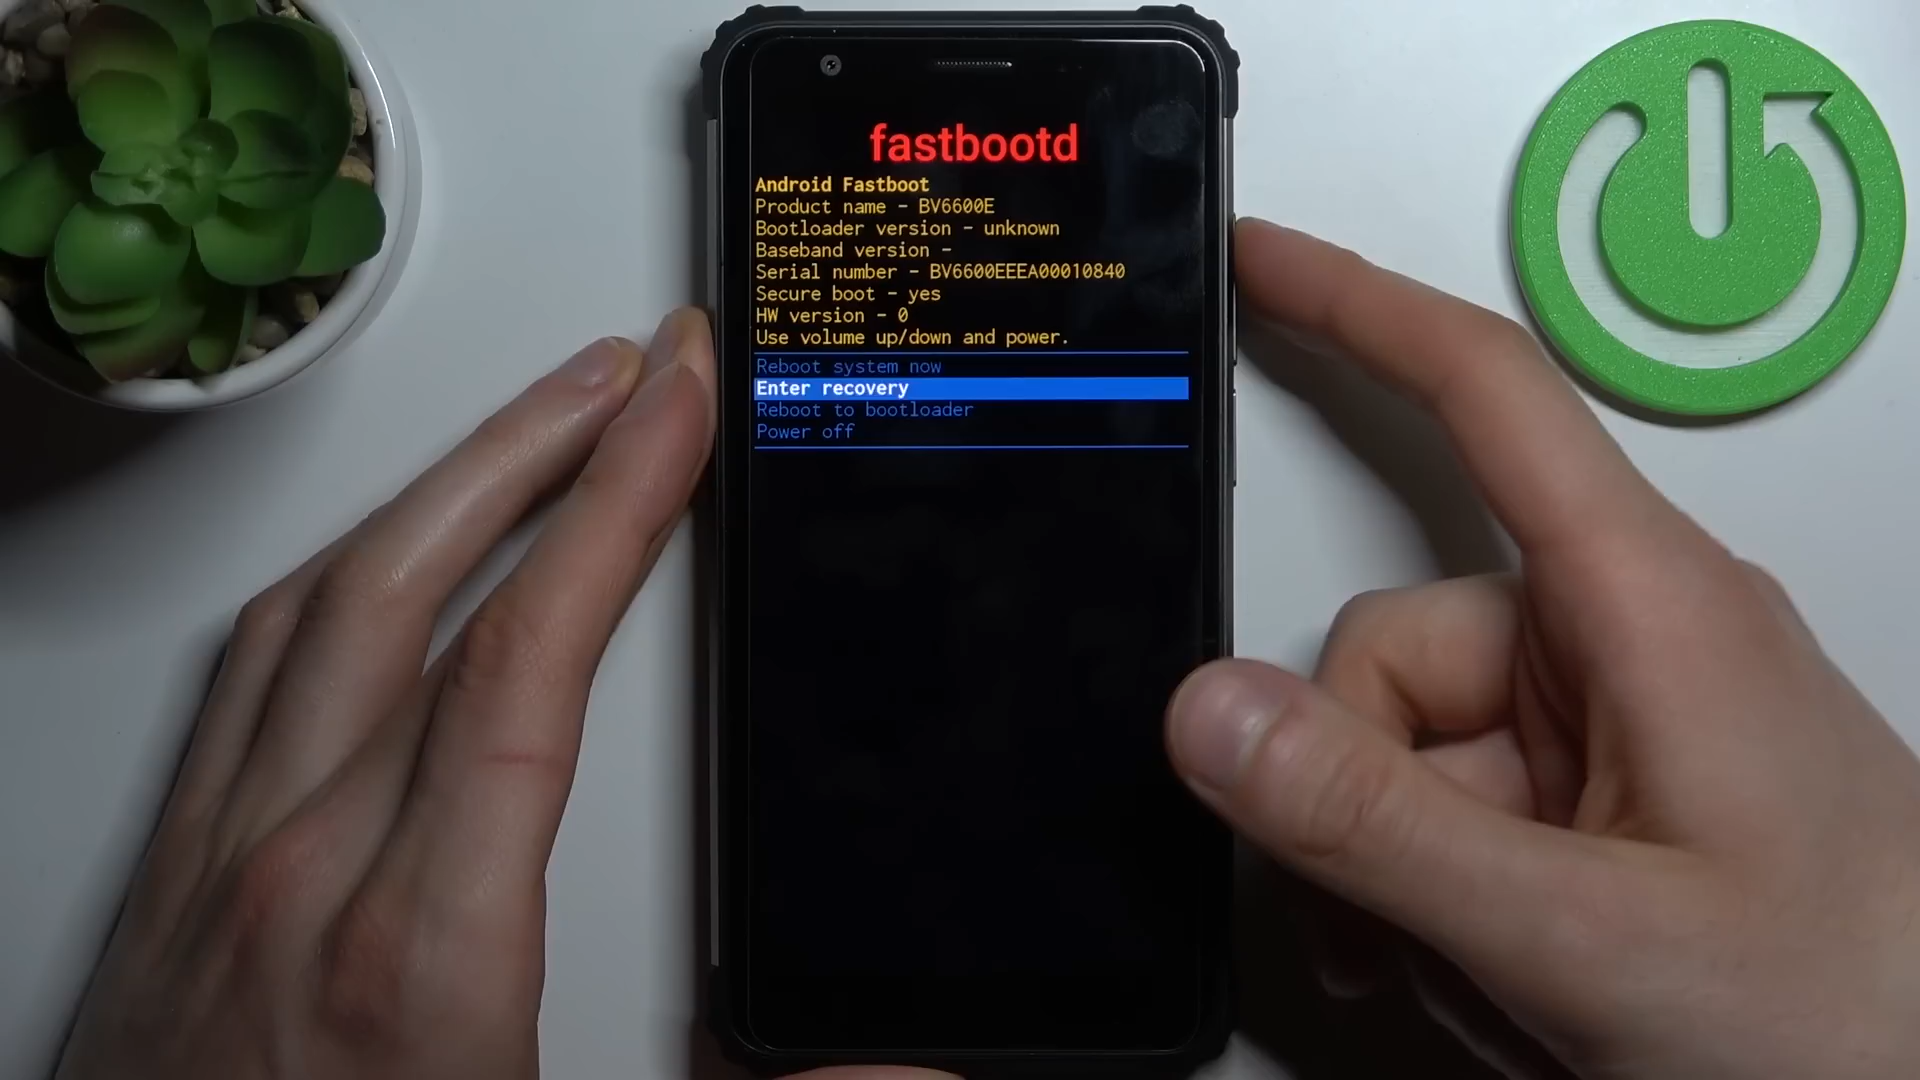 fastbootd
Android Fastboot
Product name - BV6600E
Bootloader version - unknown
Baseband version -
Serial number - BV6600EEEA00010840
Secure boot - yes
HW version - 0
Use volume up/down and power.
Reboot system now
Enter recovery
Reboot to bootloader
Power off